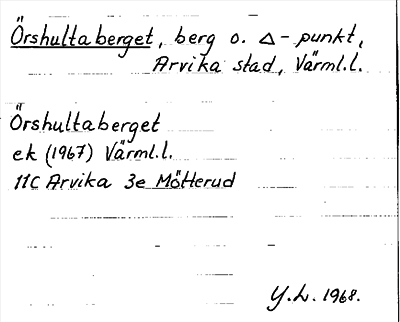 Örshultaberget, berg o. △-punkt,
Arvika stad, Värml.l.
Örshultaberget
ek (1967) Värml.l.
11C Arvika 3e Mötterud
Y.L. 1968.